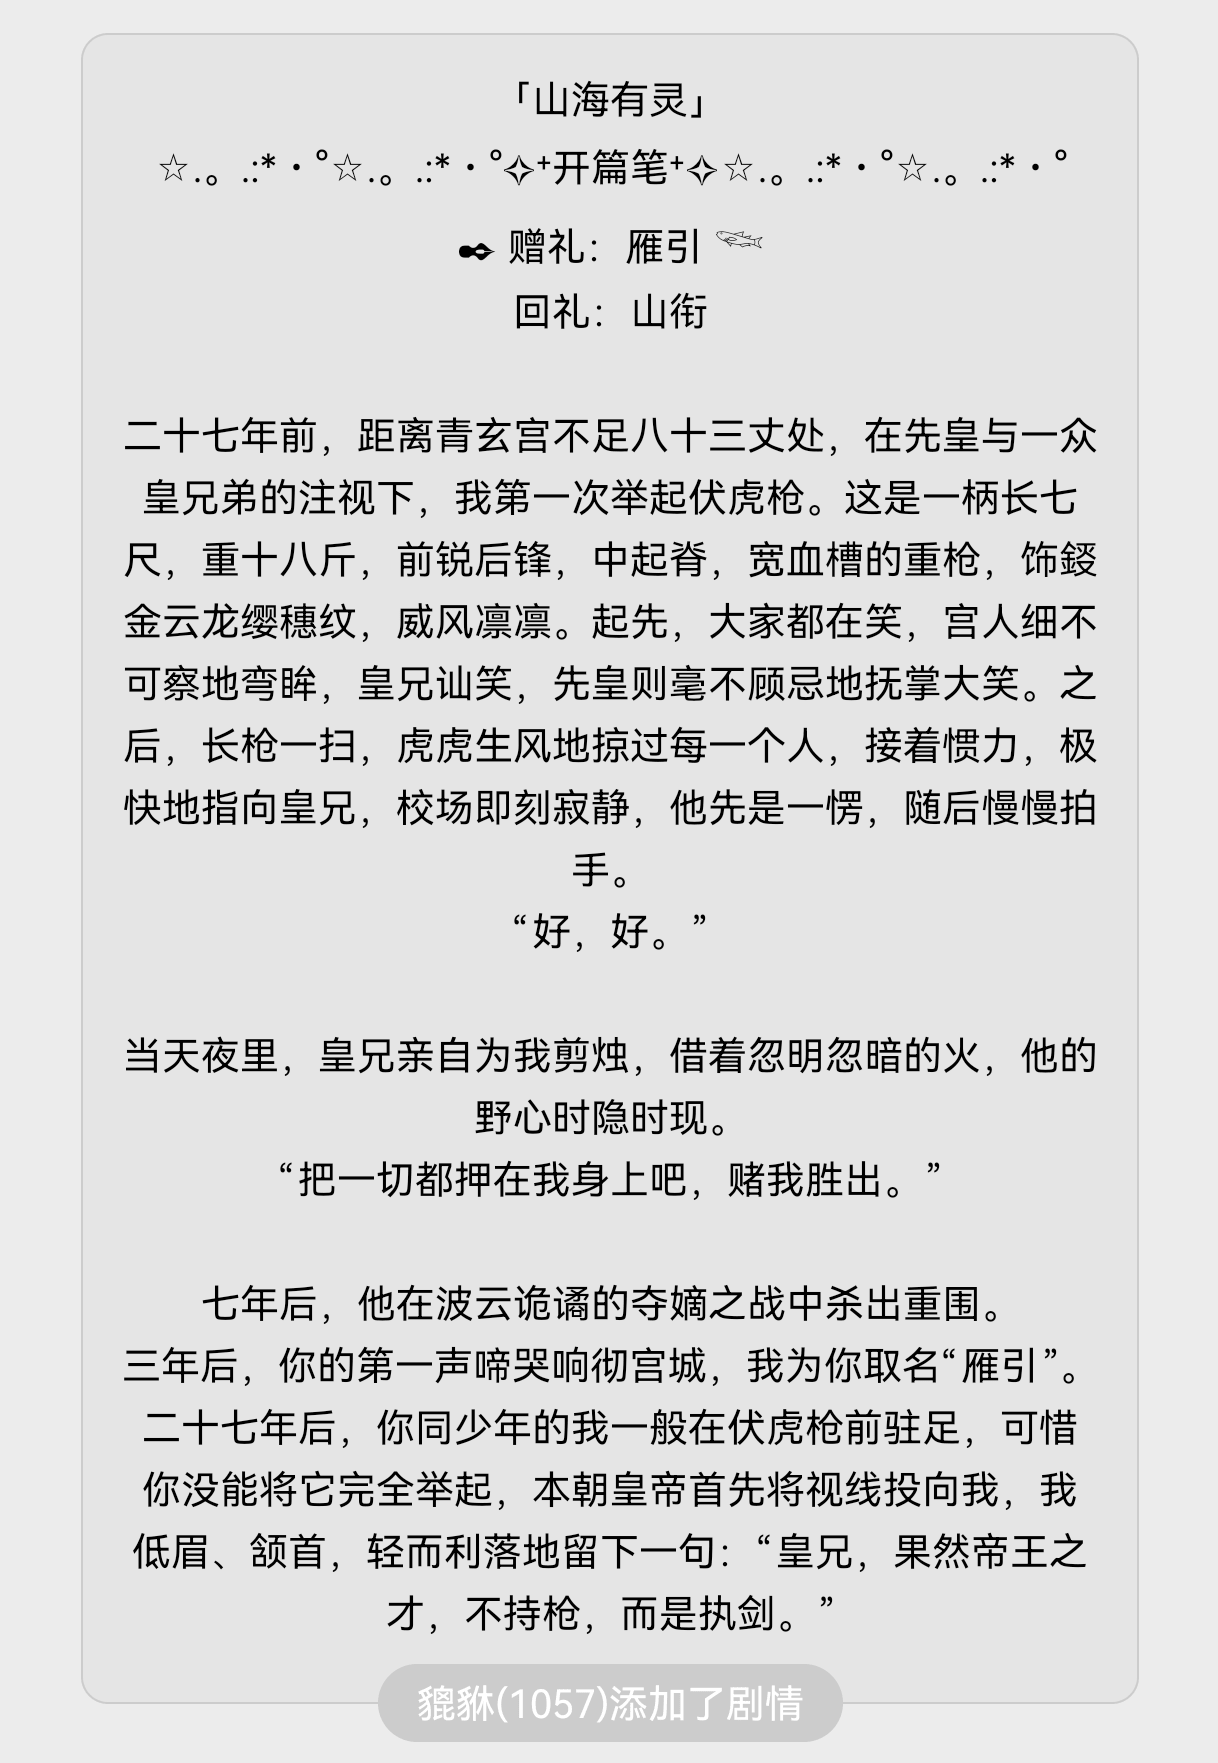 「山海有灵」
☆.。.:*・°☆.。.:*・°✧⁺开篇笔⁺✧☆.。.:*・°☆.。.:*・°
✒ 赠礼：雁引 𓆝
回礼：山衔
二十七年前，距离青玄宫不足八十三丈处，在先皇与一众
皇兄弟的注视下，我第一次举起伏虎枪。这是一柄长七
尺，重十八斤，前锐后锋，中起脊，宽血槽的重枪，饰錽
金云龙缨穗纹，威风凛凛。起先，大家都在笑，宫人细不
可察地弯眸，皇兄讪笑，先皇则毫不顾忌地抚掌大笑。之
后，长枪一扫，虎虎生风地掠过每一个人，接着惯力，极
快地指向皇兄，校场即刻寂静，他先是一愣，随后慢慢拍
手。
“好，好。”
当天夜里，皇兄亲自为我剪烛，借着忽明忽暗的火，他的
野心时隐时现。
“把一切都押在我身上吧，赌我胜出。”
七年后，他在波云诡谲的夺嫡之战中杀出重围。
三年后，你的第一声啼哭响彻宫城，我为你取名“雁引”。
二十七年后，你同少年的我一般在伏虎枪前驻足，可惜
你没能将它完全举起，本朝皇帝首先将视线投向我，我
低眉、颔首，轻而利落地留下一句：“皇兄，果然帝王之
才，不持枪，而是执剑。”
貔貅(1057)添加了剧情